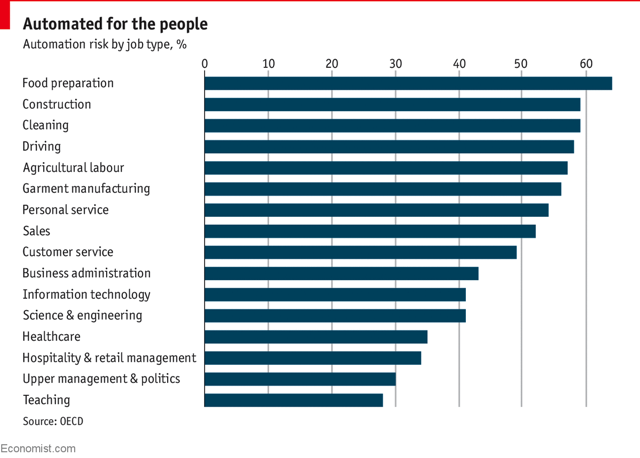 Automated for the people
Automation risk by job type, %
0 10 20 30 40 50 60
Food preparation
Construction
Cleaning
Driving
Agricultural labour
Garment manufacturing
Personal service
Sales
Customer service
Business administration
Information technology
Science & engineering
Healthcare
Hospitality & retail management
Upper management & politics
Teaching
Source: OECD
Economist.com